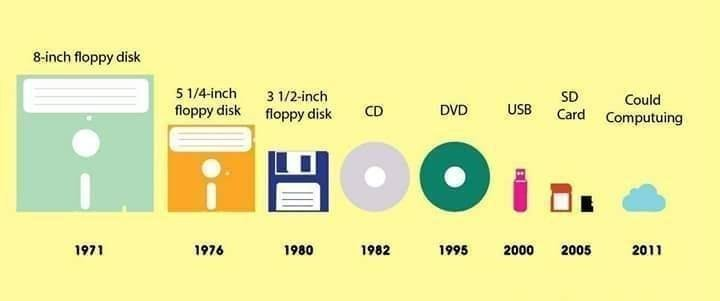 8-inch floppy disk
5 1/4-inch
floppy disk
3 1/2-inch
floppy disk
CD
DVD
USB
SD
Card
Could
Computuing
1971
1976
1980
1982
1995
2000
2005
2011